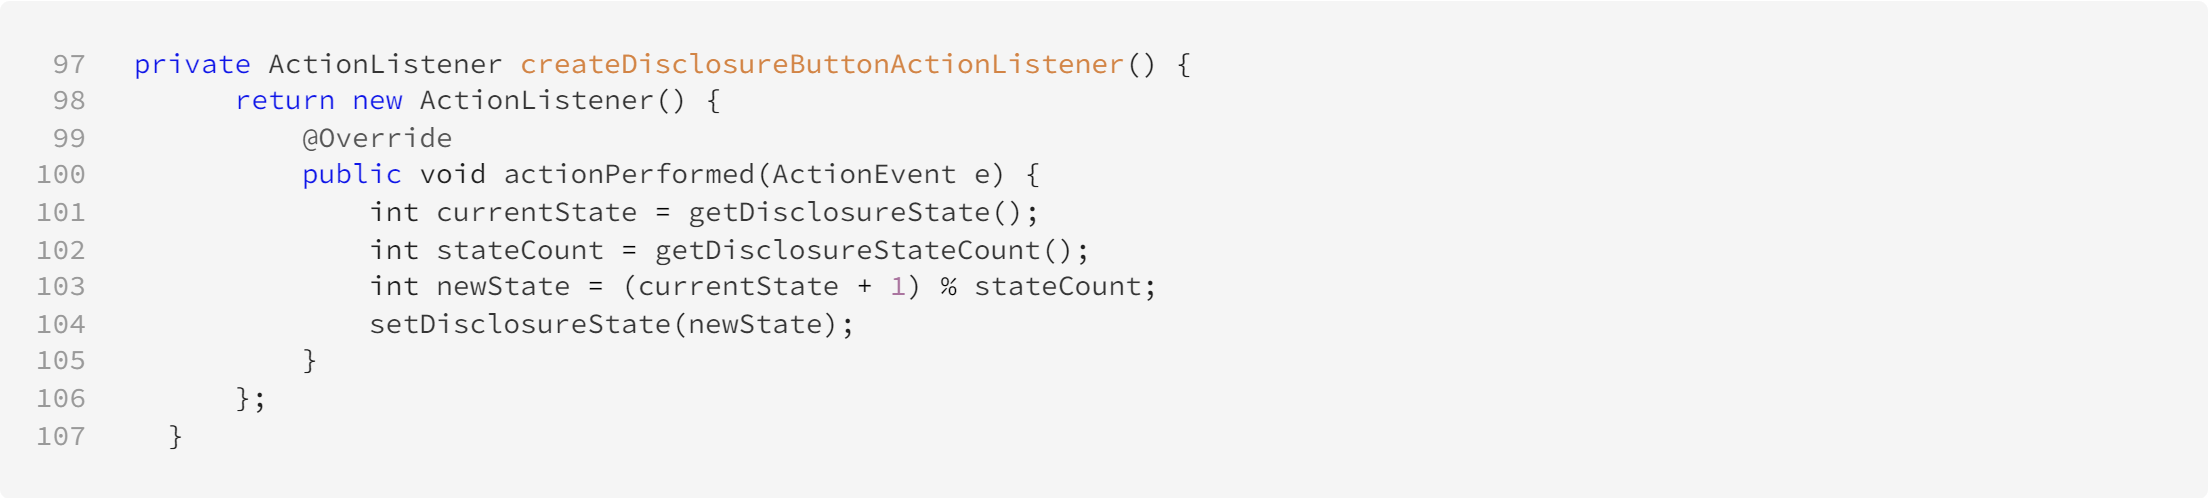 97 private ActionListener createDisclosureButtonActionListener() {
98 return new ActionListener() {
99 @Override
100 public void actionPerformed(ActionEvent e) {
101 int currentState = getDisclosureState();
102 int stateCount = getDisclosureStateCount();
103 int newState = (currentState + 1) % stateCount;
104 setDisclosureState(newState);
105 }
106 };
107 }